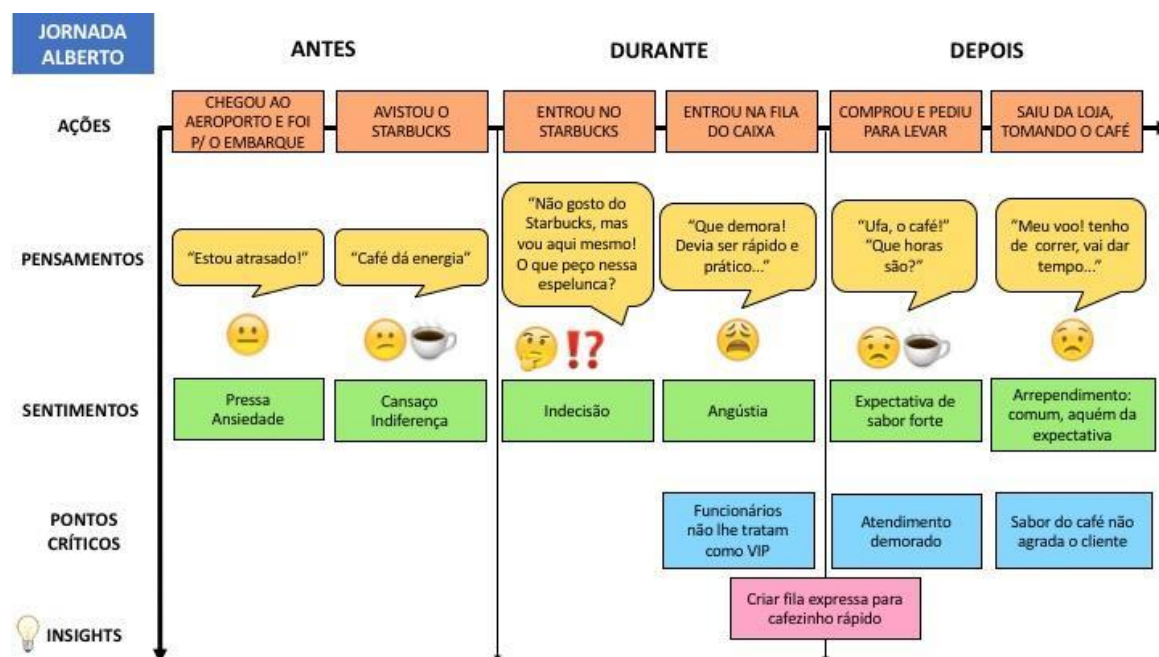 JORNADA
ALBERTO
ANTES
DURANTE
DEPOIS
AÇÕES
CHEGOU AO
AEROPORTO E FOI
P/ O EMBARQUE
AVISTOU O
STARBUCKS
ENTROU NO
STARBUCKS
ENTROU NA FILA
DO CAIXA
COMPROU E PEDIU
PARA LEVAR
SAIU DA LOJA,
TOMANDO O CAFÉ
PENSAMENTOS
“Estou atrasado!”
“Café dá energia”
“Não gosto do
Starbucks, mas
vou aqui mesmo!
O que peço nessa
espelunca?
“Que demora!
Devia ser rápido e
prático...”
“Ufa, o café!”
“Que horas
são?”
“Meu voo! tenho
de correr, vai dar
tempo...”
SENTIMENTOS
Pressa
Ansiedade
Cansaço
Indiferença
Indecisão
Angústia
Expectativa de
sabor forte
Arrependimento:
comum, aquém da
expectativa
PONTOS
CRÍTICOS
Funcionários
não lhe tratam
como VIP
Atendimento
demorado
Sabor do café não
agrada o cliente
INSIGHTS
Criar fila expressa para
cafezinho rápido